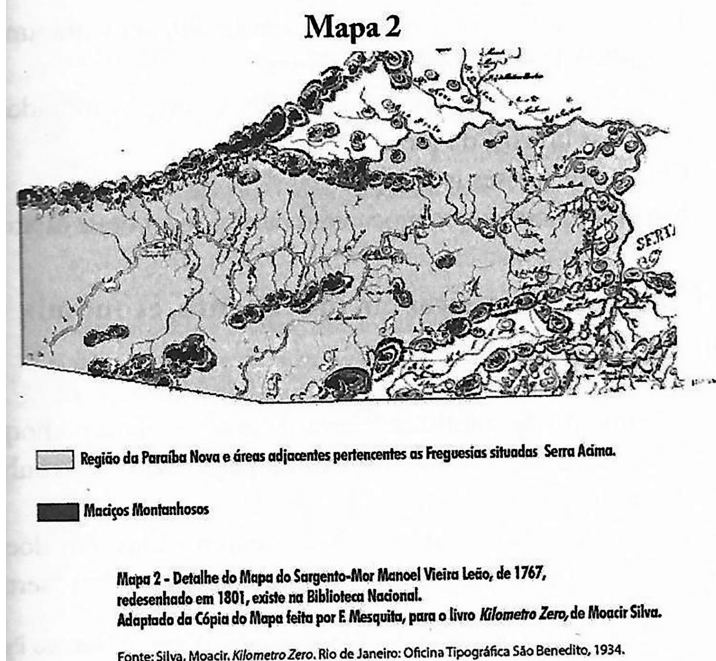 Mapa 2
SERTA
Região da Paraíba Nova e áreas adjacentes pertencentes as Freguesias situadas Serra Acima.
Maciços Montanhosos
Mapa 2 - Detalhe do Mapa do Sargento-Mor Manoel Vieira Leão, de 1767,
redesenhado em 1801, existe na Biblioteca Nacional.
Adaptado da Cópia do Mapa feita por F. Mesquita, para o livro Kilometro Zero, de Moacir Silva.
Fonte: Silva, Moacir. Kilometro Zero. Rio de Janeiro: Oficina Tipográfica São Benedito, 1934.